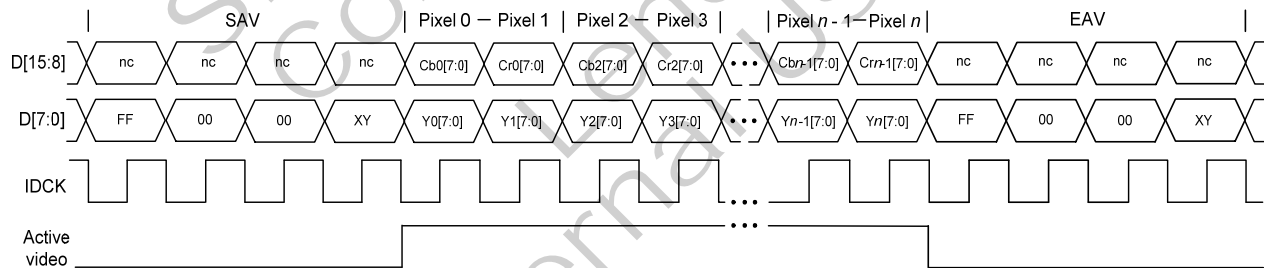 SAV Pixel 0 – Pixel 1 Pixel 2 – Pixel 3 Pixel n - 1–Pixel n EAV
D[15:8] nc nc nc nc Cb0[7:0] Cr0[7:0] Cb2[7:0] Cr2[7:0] ••• Cbn-1[7:0] Crn-1[7:0] nc nc nc nc
D[7:0] FF 00 00 XY Y0[7:0] Y1[7:0] Y2[7:0] Y3[7:0] ••• Yn-1[7:0] Yn[7:0] FF 00 00 XY
IDCK •••
Active •••
video